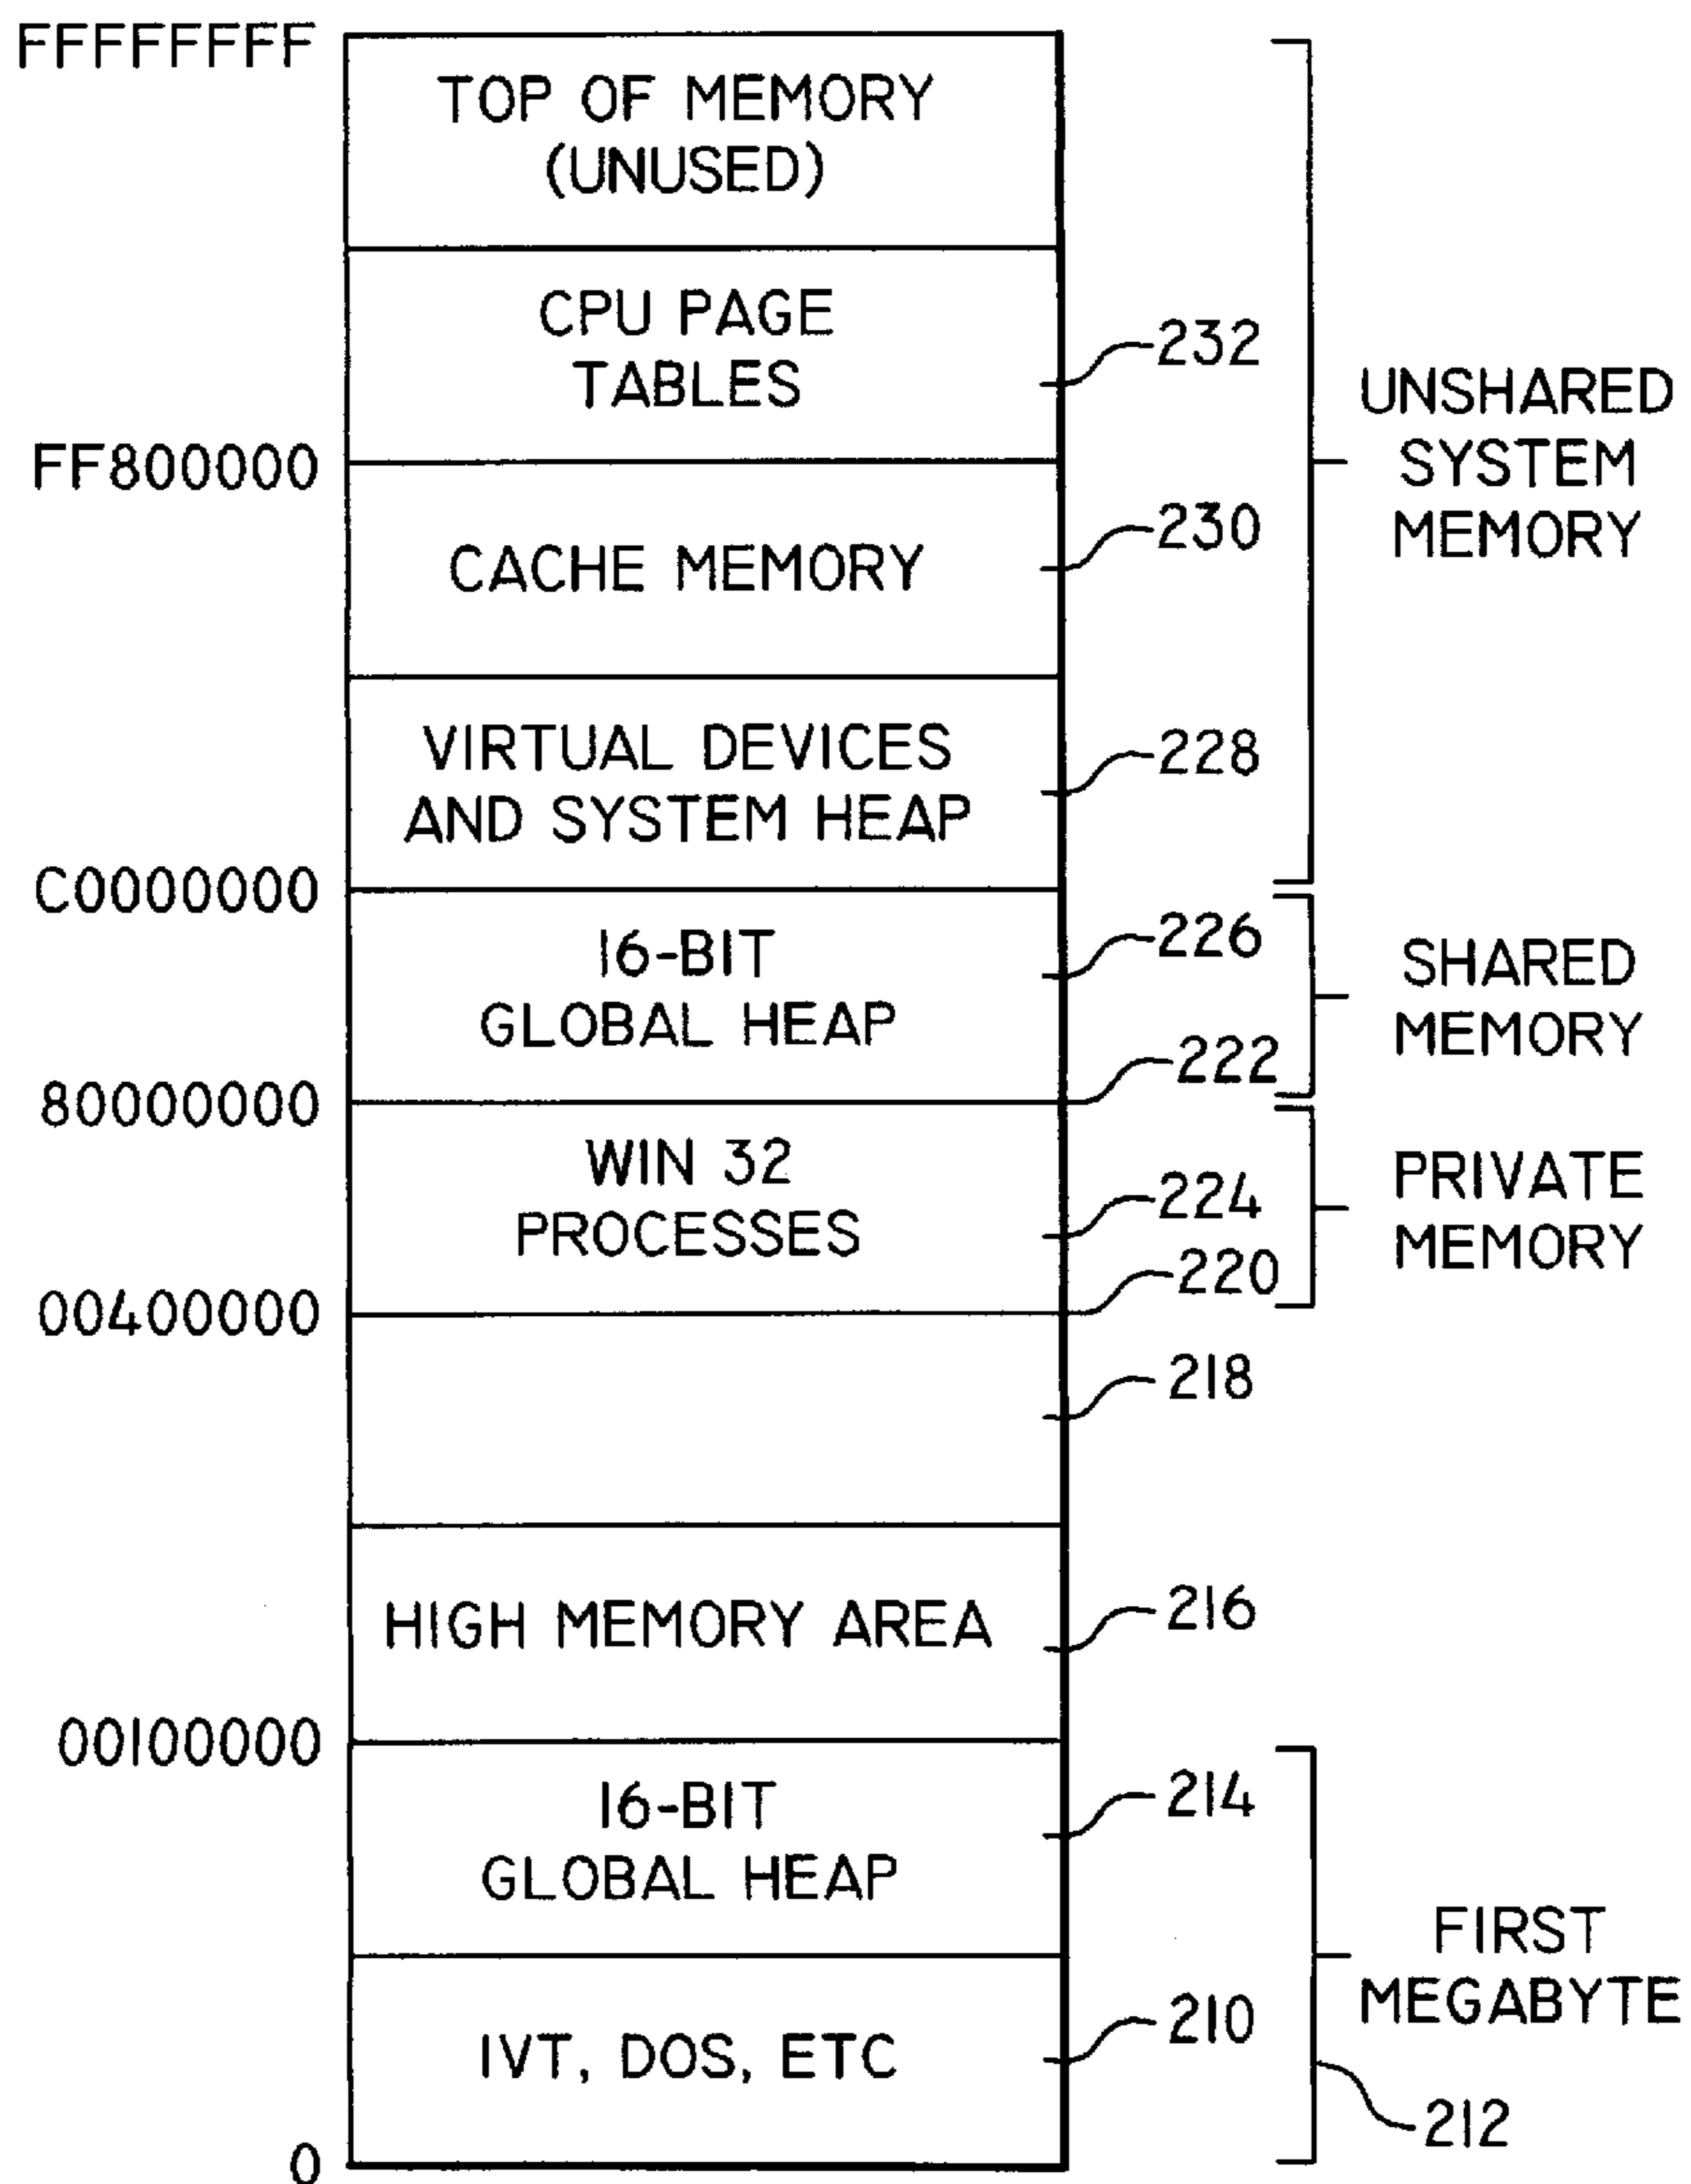 FFFFFFFF
TOP OF MEMORY
(UNUSED)
CPU PAGE
TABLES
232
UNSHARED
SYSTEM
MEMORY
FF800000
CACHE MEMORY
230
VIRTUAL DEVICES
AND SYSTEM HEAP
228
C0000000
16-BIT
GLOBAL HEAP
226
SHARED
MEMORY
222
80000000
WIN 32
PROCESSES
224
PRIVATE
MEMORY
220
00400000
218
HIGH MEMORY AREA
216
00100000
16-BIT
GLOBAL HEAP
214
FIRST
MEGABYTE
IVT, DOS, ETC
210
212
0